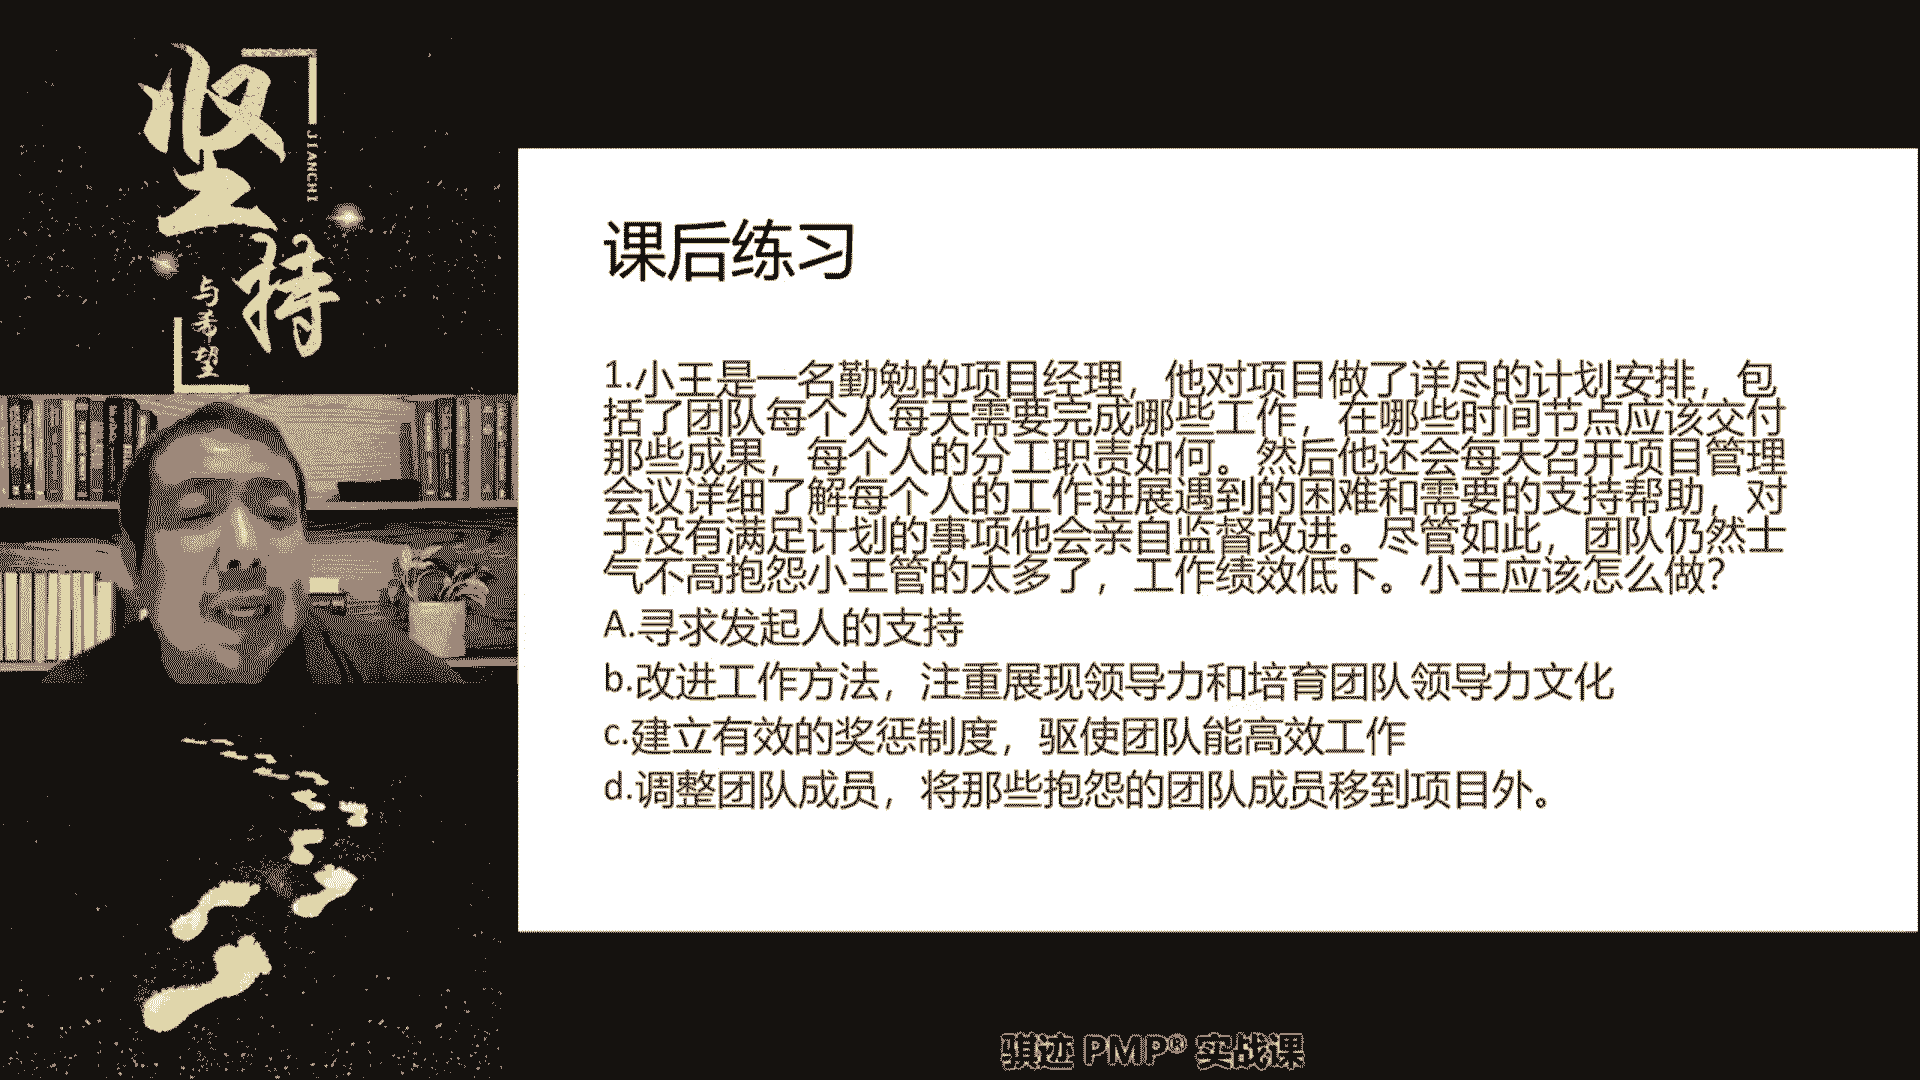 坚持
JIANCHI
与希望
课后练习
1.小王是一名勤勉的项目经理，他对项目做了详尽的计划安排，包
括了团队每个人每天需要完成哪些工作，在哪些时间节点应该交付
那些成果，每个人的分工职责如何。然后他还会每天召开项目管理
会议详细了解每个人的工作进展遇到的困难和需要的支持帮助，对
于没有满足计划的事项他会亲自监督改进。尽管如此，团队仍然士
气不高抱怨小王管的太多了，工作绩效低下。小王应该怎么做？
A.寻求发起人的支持
b.改进工作方法，注重展现领导力和培育团队领导力文化
c.建立有效的奖惩制度，驱使团队能高效工作
d.调整团队成员，将那些抱怨的团队成员移到项目外。
骐迹 PMP® 实战课